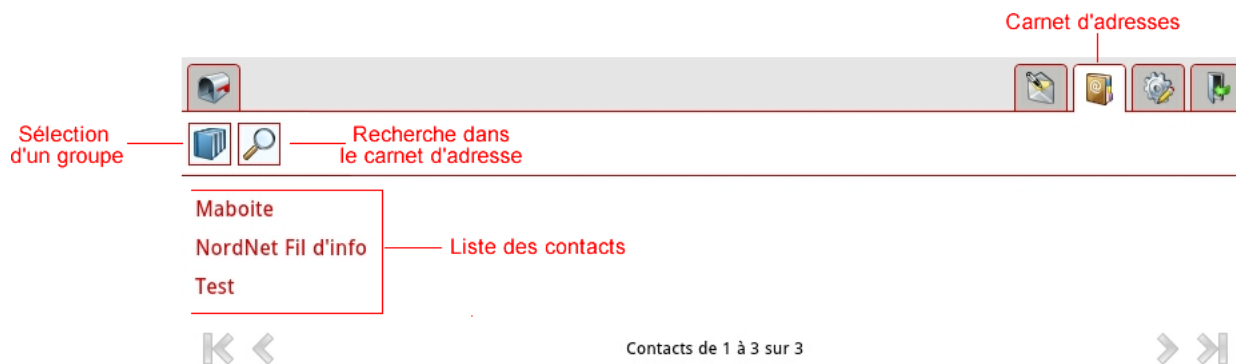 Carnet d'adresses
Sélection
d'un groupe
Recherche dans
le carnet d'adresse
Maboite
NordNet Fil d'info
Test
Liste des contacts
Contacts de 1 à 3 sur 3